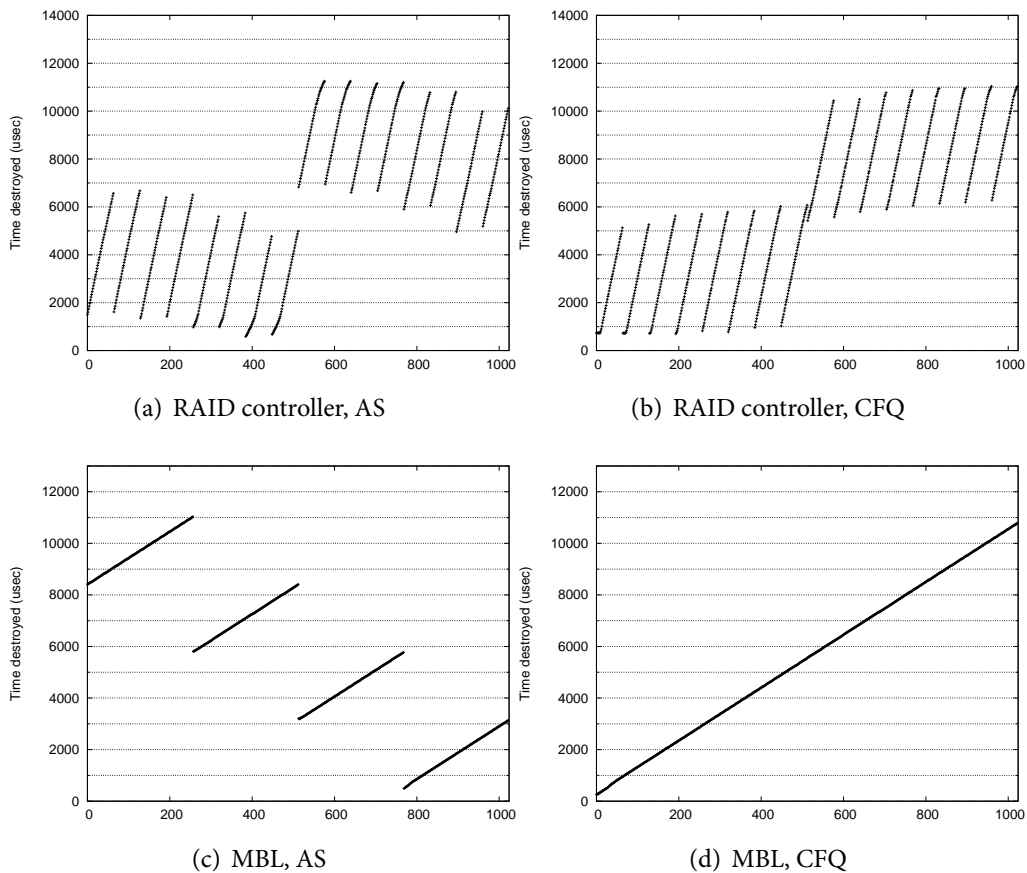 14000
12000
10000
8000
6000
4000
2000
0
Time destroyed (usec)
0 200 400 600 800 1000
(a) RAID controller, AS
14000
12000
10000
8000
6000
4000
2000
0
Time destroyed (usec)
0 200 400 600 800 1000
(b) RAID controller, CFQ
12000
10000
8000
6000
4000
2000
0
Time destroyed (usec)
0 200 400 600 800 1000
(c) MBL, AS
12000
10000
8000
6000
4000
2000
0
Time destroyed (usec)
0 200 400 600 800 1000
(d) MBL, CFQ